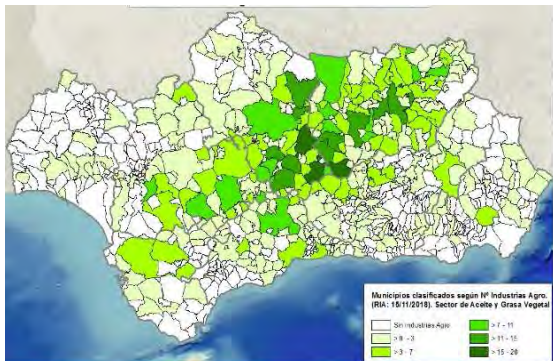 Municipios clasificados según Nº Industrias Agro.
(RIA: 15/11/2018). Sector de Aceite y Grasa Vegetal
Sin Industrias Agro
> 0 - 3
> 3 - 7
> 7 - 11
> 11 - 15
> 15 - 20